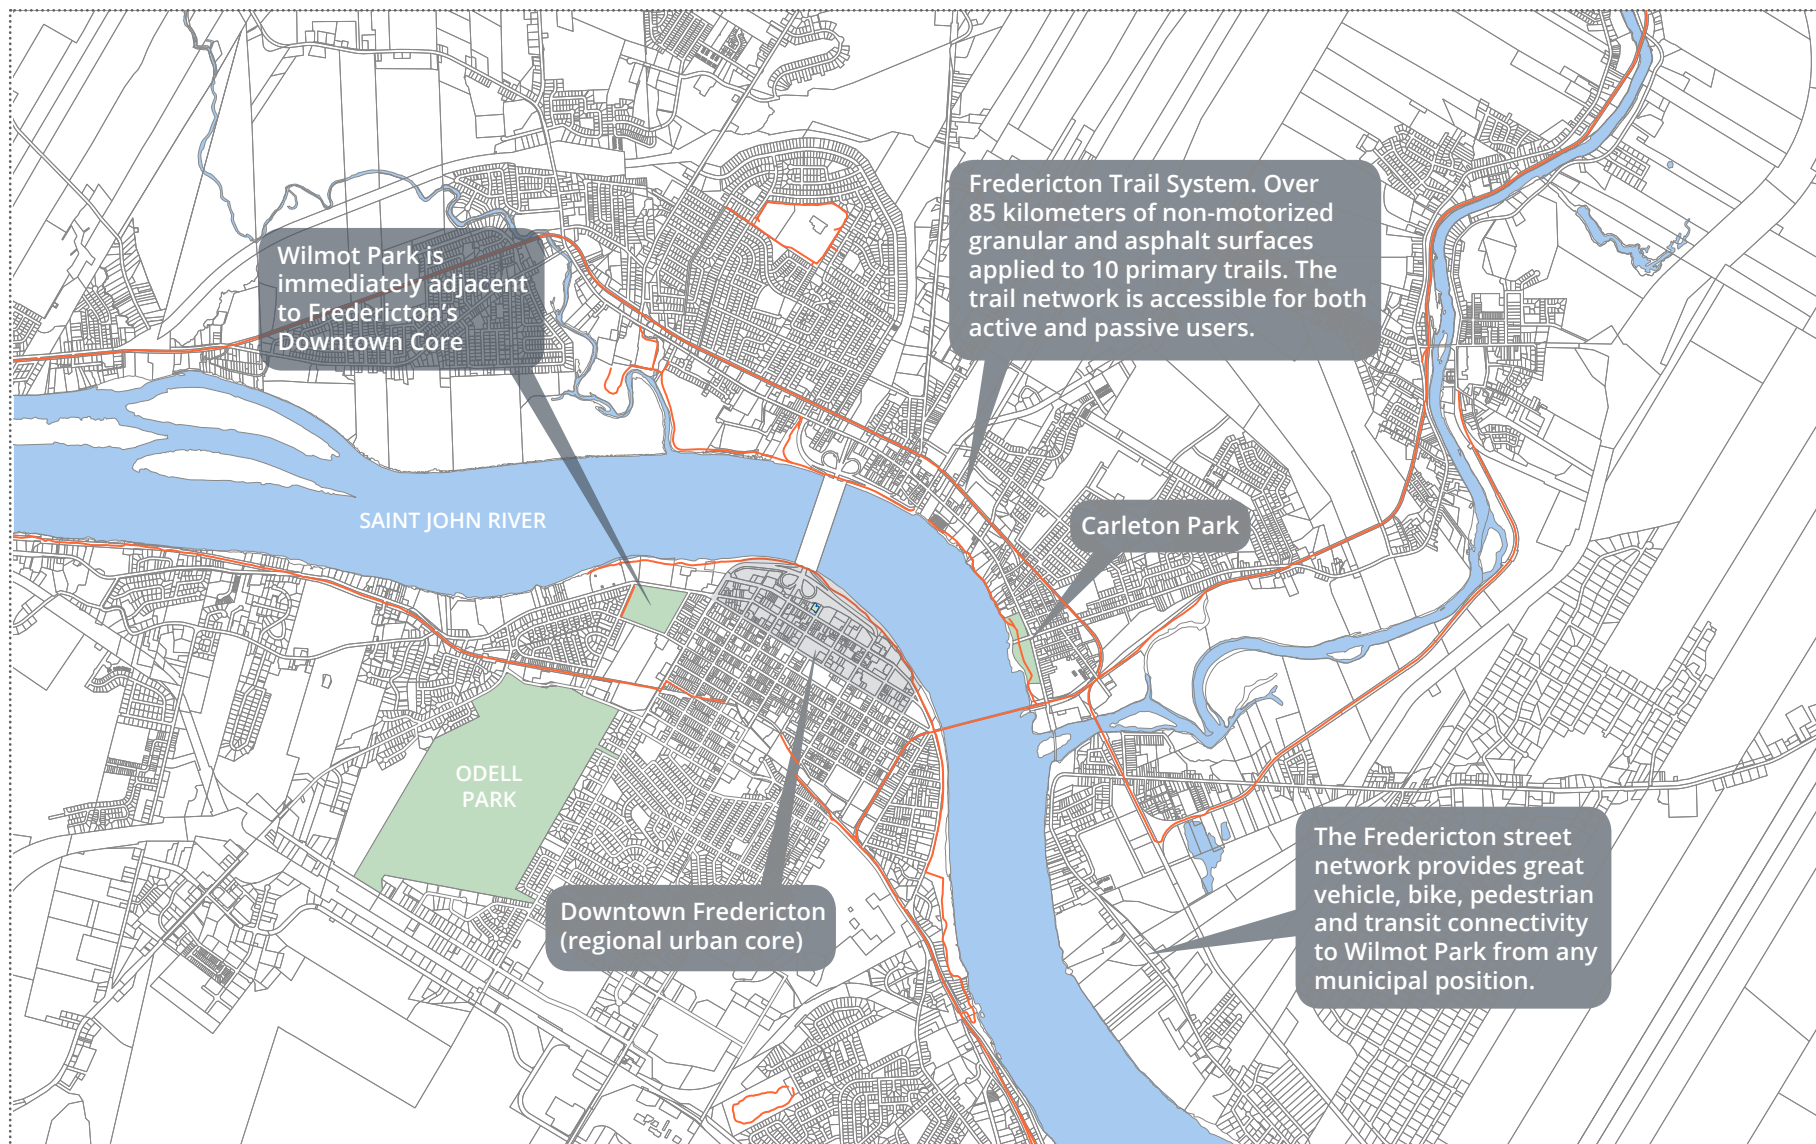 Fredericton Trail System. Over
85 kilometers of non-motorized
granular and asphalt surfaces
applied to 10 primary trails. The
trail network is accessible for both
active and passive users.
Wilmot Park is
immediately adjacent
to Fredericton’s
Downtown Core
SAINT JOHN RIVER
Carleton Park
ODELL
PARK
Downtown Fredericton
(regional urban core)
The Fredericton street
network provides great
vehicle, bike, pedestrian
and transit connectivity
to Wilmot Park from any
municipal position.